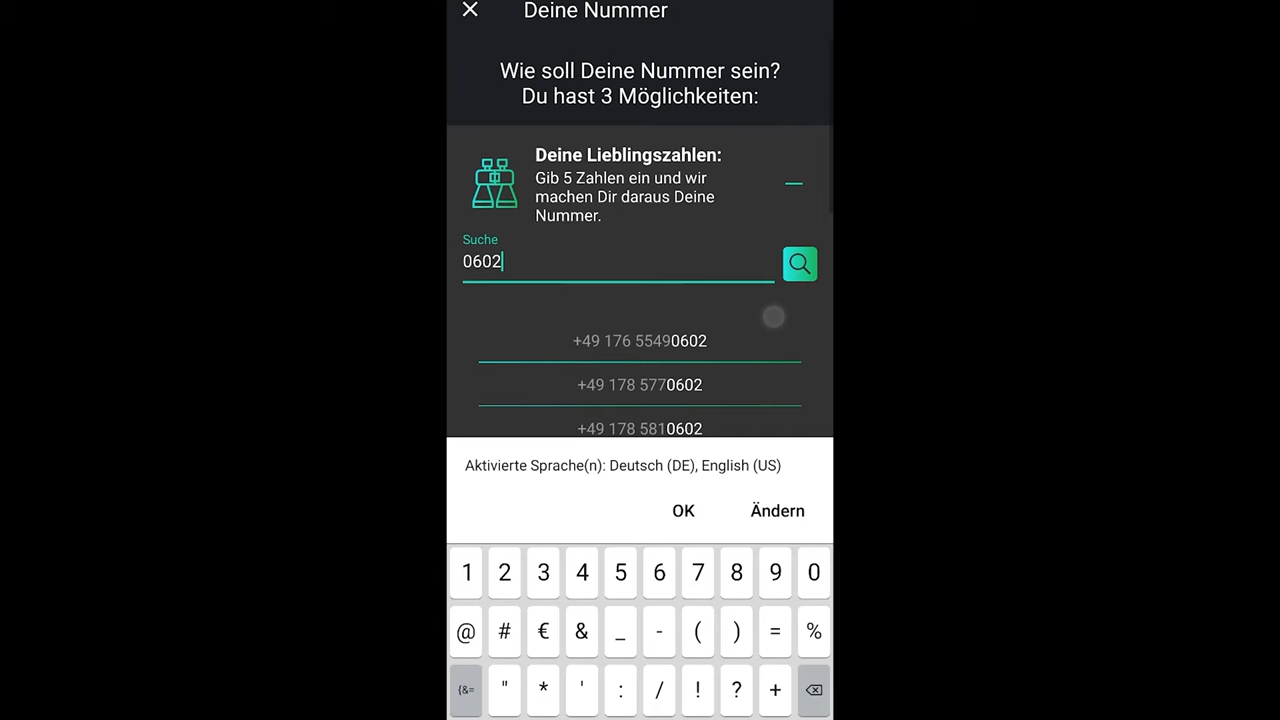 Deine Nummer
Wie soll Deine Nummer sein?
Du hast 3 Möglichkeiten:
Deine Lieblingszahlen:
Gib 5 Zahlen ein und wir
machen Dir daraus Deine
Nummer.
Suche
0602
+49 176 55490602
+49 178 5770602
+49 178 5810602
Aktivierte Sprache(n): Deutsch (DE), English (US)
OK Ändern
1 2 3 4 5 6 7 8 9 0
@ # € & _ - ( ) = %
{&= " * ' : / ! ? +